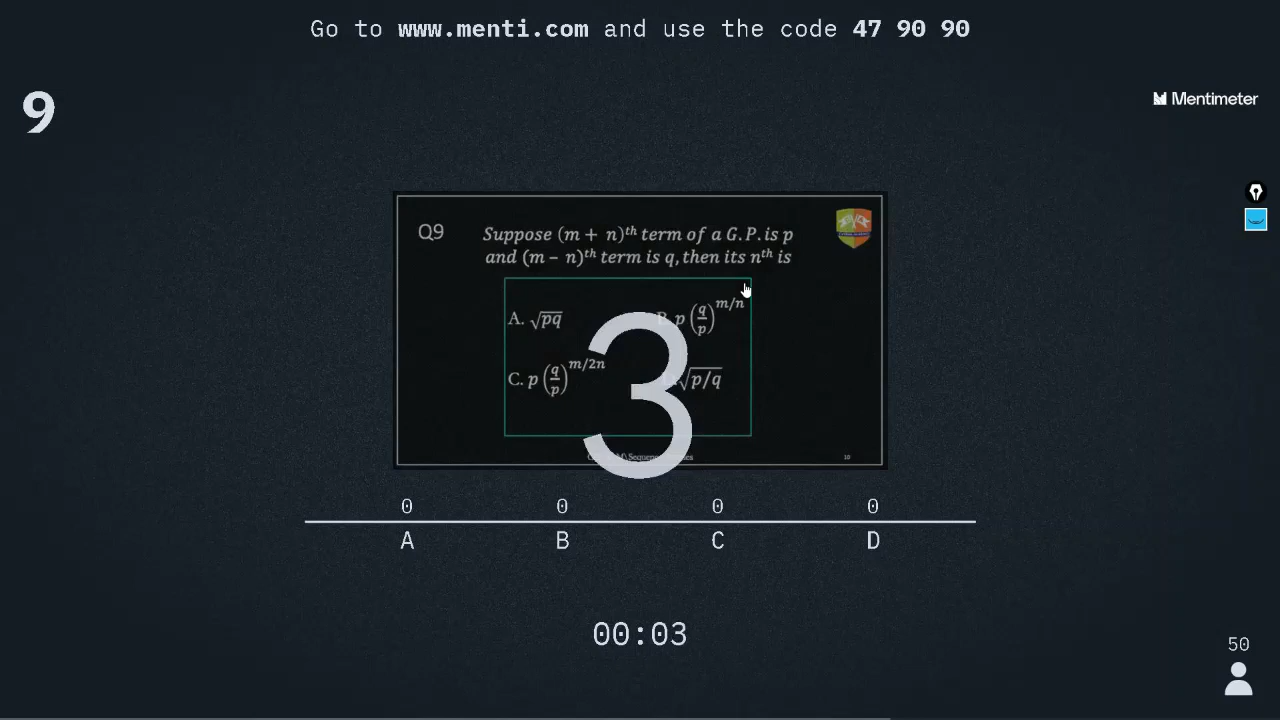 Go to www.menti.com and use the code 47 90 90
9
Mentimeter
Q9
Suppose (m + n)ᵗʰ term of a G.P. is p
and (m − n)ᵗʰ term is q, then its nᵗʰ is
A. √pq B. p(q/p)^m/n
C. p(q/p)^m/2n √p/q
3
10
0 0 0 0
A B C D
00:03
50